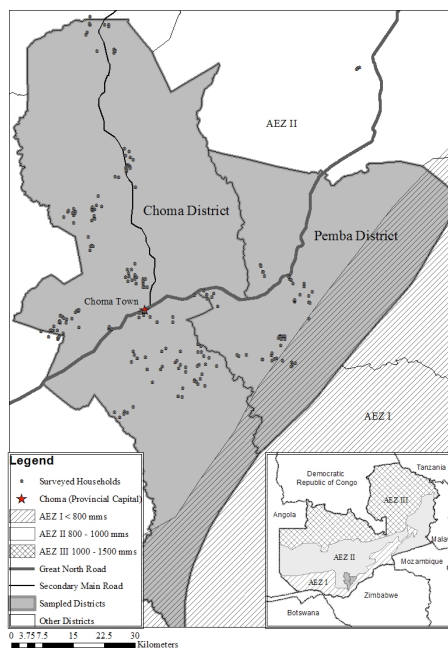 AEZ II
Choma District
Pemba District
Choma Town
AEZ I
Legend
Surveyed Households
Choma (Provincial Capital)
AEZ I < 800 mms
AEZ II 800 - 1000 mms
AEZ III 1000 - 1500 mms
Great North Road
Secondary Main Road
Sampled Districts
Other Districts
0 3.75 7.5 15 22.5 30
Kilometers
Democratic
Republic of Congo
Tanzania
Angola
AEZ III
Malaw
AEZ II
Mozambique
AEZ I
Zimbabwe
Botswana